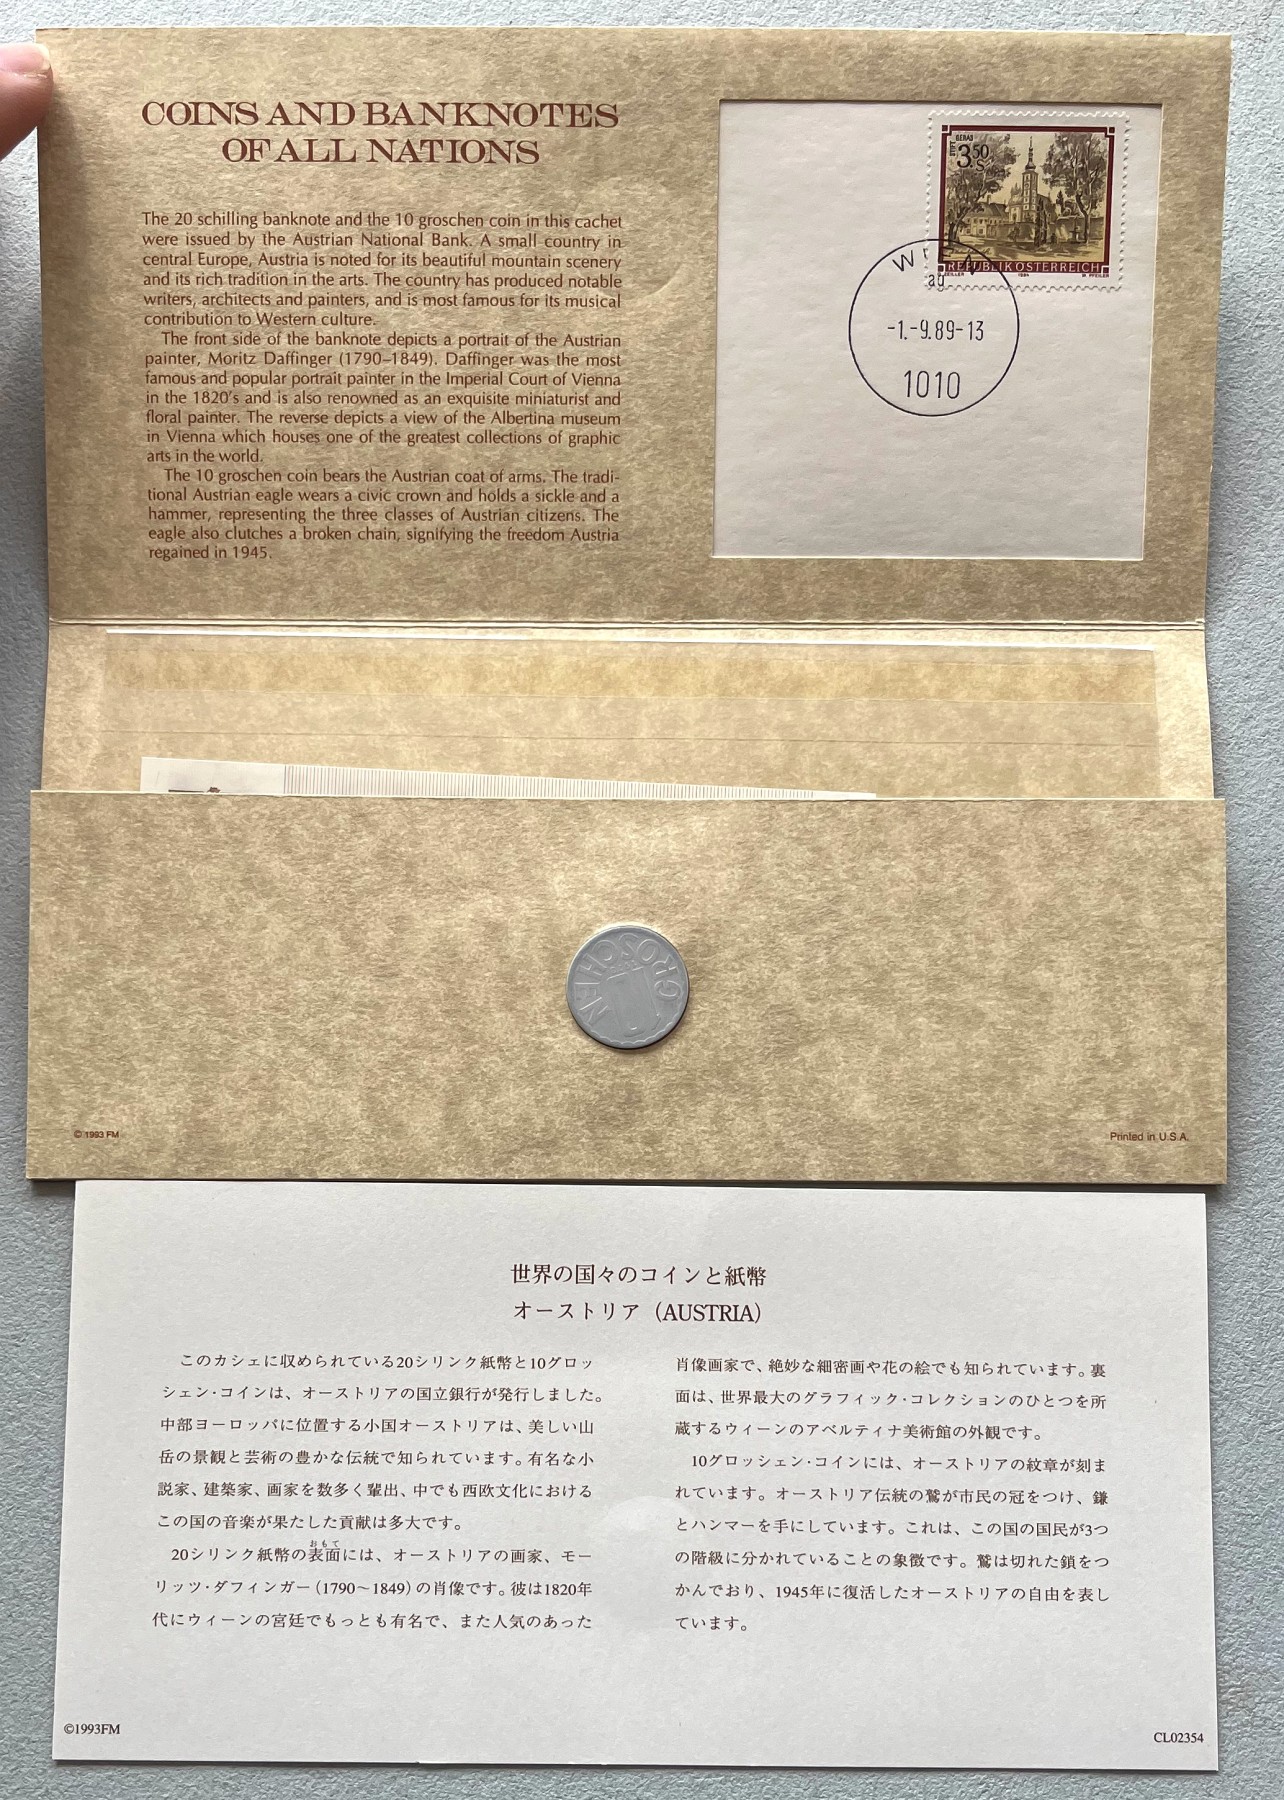 COINS AND BANKNOTES
OF ALL NATIONS
The 20 schilling banknote and the 10 groschen coin in this cachet
were issued by the Austrian National Bank. A small country in
central Europe, Austria is noted for its beautiful mountain scenery
and its rich tradition in the arts. The country has produced notable
writers, architects and painters, and is most famous for its musical
contribution to Western culture.
The front side of the banknote depicts a portrait of the Austrian
painter, Moritz Daffinger (1790–1849). Daffinger was the most
famous and popular portrait painter in the Imperial Court of Vienna
in the 1820's and is also renowned as an exquisite miniaturist and
floral painter. The reverse depicts a view of the Albertina museum
in Vienna which houses one of the greatest collections of graphic
arts in the world.
The 10 groschen coin bears the Austrian coat of arms. The tradi-
tional Austrian eagle wears a civic crown and holds a sickle and a
hammer, representing the three classes of Austrian citizens. The
eagle also clutches a broken chain, signifying the freedom Austria
regained in 1945.
STIFT GERAS
3.50 S
REPUBLIK ÖSTERREICH
1984
WIEN
ag
-1.-9.89-13
1010
GROSCHEN
© 1993 FM
Printed in U.S.A.
世界の国々のコインと紙幣
オーストリア（AUSTRIA）
このカシェに収められている20シリンク紙幣と10グロッ
シェン・コインは、オーストリアの国立銀行が発行しました。
中部ヨーロッパに位置する小国オーストリアは、美しい山
岳の景観と芸術の豊かな伝統で知られています。有名な小
説家、建築家、画家を数多く輩出、中でも西欧文化における
この国の音楽が果たした貢献は多大です。
おもて
20シリンク紙幣の表面には、オーストリアの画家、モー
リッツ・ダフィンガー（1790〜1849）の肖像です。彼は1820年
代にウィーンの宮廷でもっとも有名で、また人気のあった
肖像画家で、絶妙な細密画や花の絵でも知られています。裏
面は、世界最大のグラフィック・コレクションのひとつを所
蔵するウィーンのアベルティナ美術館の外観です。
10グロッシェン・コインには、オーストリアの紋章が刻ま
れています。オーストリア伝統の鷲が市民の冠をつけ、鎌
とハンマーを手にしています。これは、この国の国民が3つ
の階級に分かれていることの象徴です。鷲は切れた鎖をつ
かんでおり、1945年に復活したオーストリアの自由を表し
ています。
©1993FM
CL02354